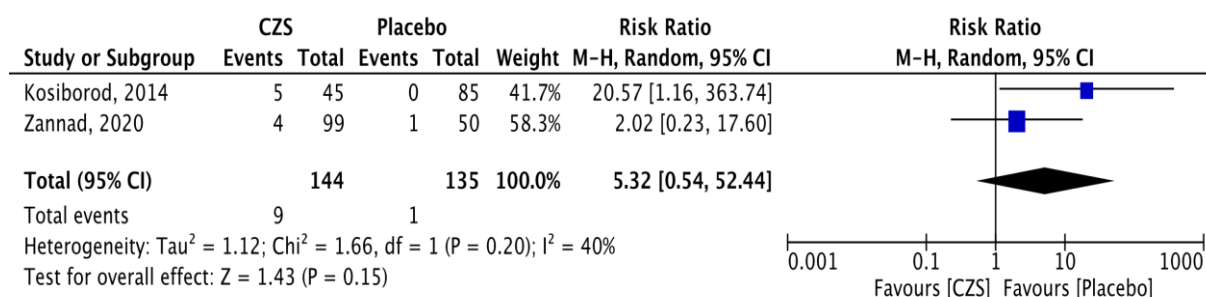 CZS Placebo Risk Ratio Risk Ratio
Study or Subgroup Events Total Events Total Weight M-H, Random, 95% CI M-H, Random, 95% CI
Kosiborod, 2014 5 45 0 85 41.7% 20.57 [1.16, 363.74]
Zannad, 2020 4 99 1 50 58.3% 2.02 [0.23, 17.60]
Total (95% CI) 144 135 100.0% 5.32 [0.54, 52.44]
Total events 9 1
Heterogeneity: Tau² = 1.12; Chi² = 1.66, df = 1 (P = 0.20); I² = 40%
Test for overall effect: Z = 1.43 (P = 0.15)
0.001 0.1 1 10 1000
Favours [CZS] Favours [Placebo]